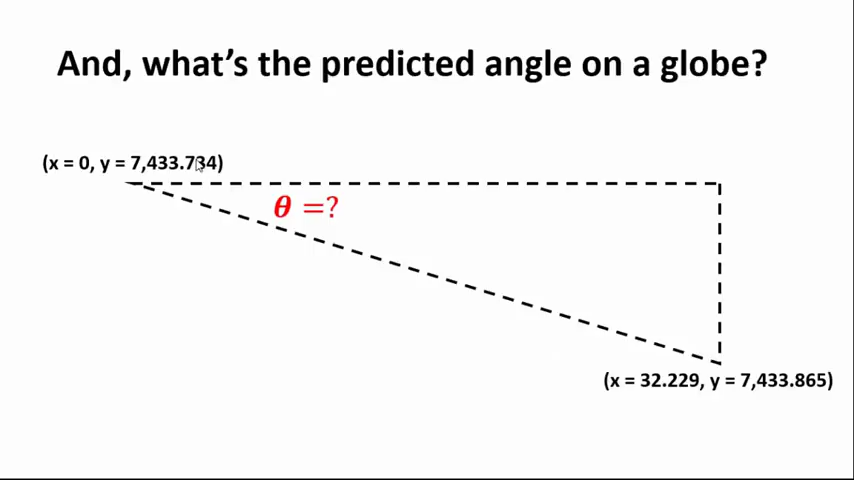 And, what's the predicted angle on a globe?
(x = 0, y = 7,433.734)
θ =?
(x = 32.229, y = 7,433.865)